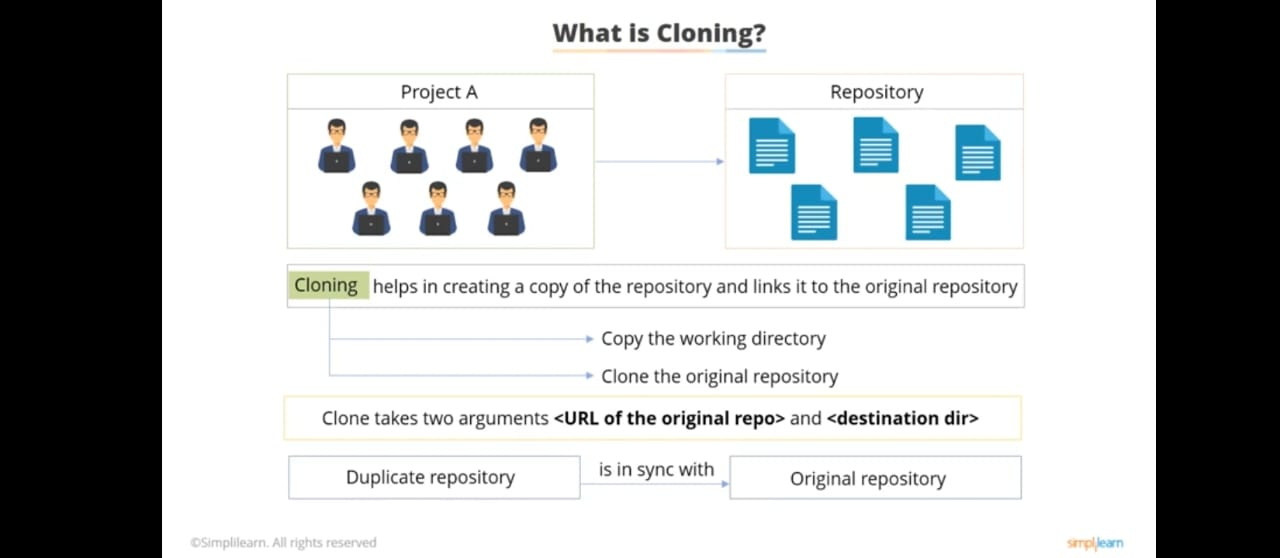 What is Cloning?
Project A
Repository
Cloning helps in creating a copy of the repository and links it to the original repository
Copy the working directory
Clone the original repository
Clone takes two arguments <URL of the original repo> and <destination dir>
Duplicate repository
is in sync with
Original repository
©Simplilearn. All rights reserved
simplilearn